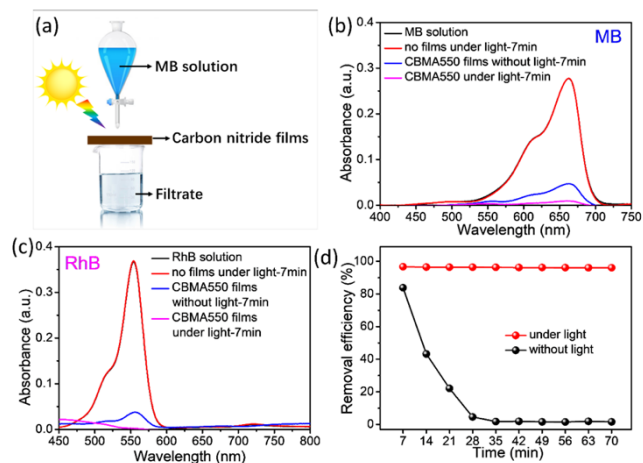 (a)
MB solution
Carbon nitride films
Filtrate
(b)
MB
MB solution
no films under light-7min
CBMA550 films without light-7min
CBMA550 under light-7min
Absorbance (a.u.)
0.4
0.3
0.2
0.1
0.0
400 450 500 550 600 650 700 750
Wavelength (nm)
(c)
RhB
RhB solution
no films under light-7min
CBMA550 films
without light-7min
CBMA550 films
under light-7min
Absorbance (a.u.)
0.4
0.3
0.2
0.1
0.0
450 500 550 600 650 700 750 800
Wavelength (nm)
(d)
Removal efficiency (%)
100
80
60
40
20
0
under light
without light
7 14 21 28 35 42 49 56 63 70
Time (min)